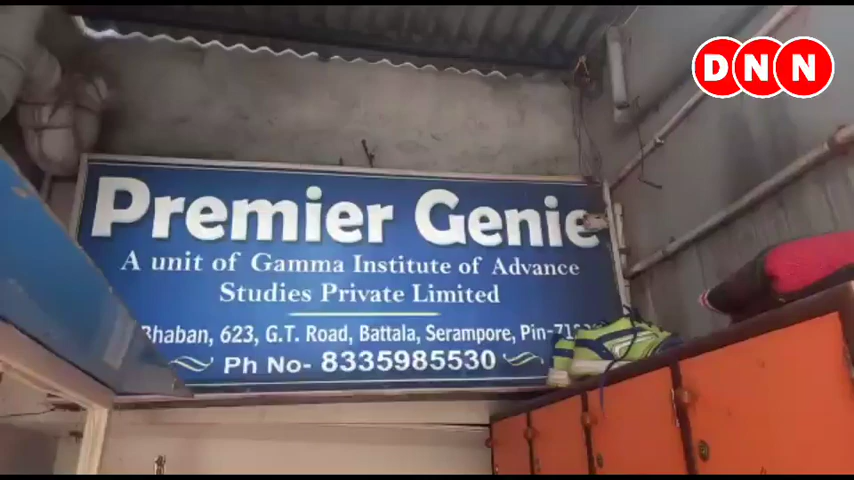 DNN
Premier Genie
A unit of Gamma Institute of Advance
Studies Private Limited
Bhaban, 623, G.T. Road, Battala, Serampore,
Ph No- 8335985530